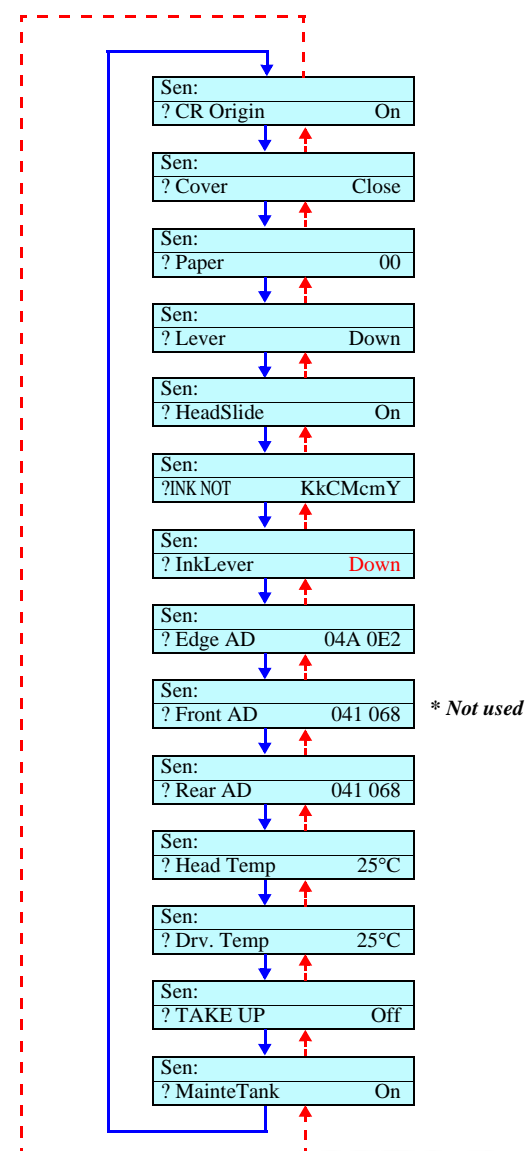 Sen:
? CR Origin On
Sen:
? Cover Close
Sen:
? Paper 00
Sen:
? Lever Down
Sen:
? HeadSlide On
Sen:
?INK NOT KkCMcmY
Sen:
? InkLever Down
Sen:
? Edge AD 04A 0E2
Sen:
? Front AD 041 068
* Not used
Sen:
? Rear AD 041 068
Sen:
? Head Temp 25°C
Sen:
? Drv. Temp 25°C
Sen:
? TAKE UP Off
Sen:
? MainteTank On